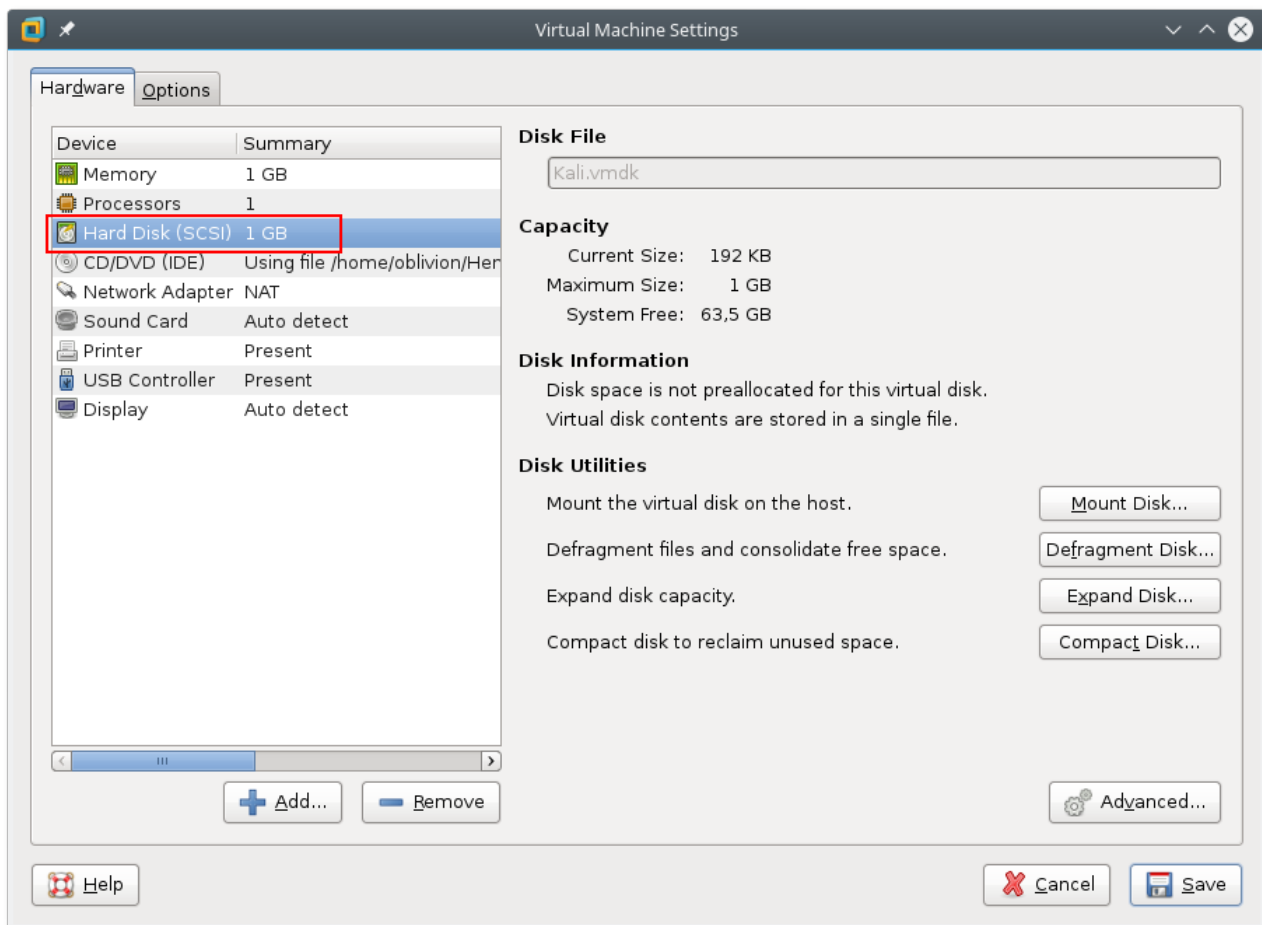 Virtual Machine Settings
Hardware Options
Device Summary
Memory 1 GB
Processors 1
Hard Disk (SCSI) 1 GB
CD/DVD (IDE) Using file /home/oblivion/Her
Network Adapter NAT
Sound Card Auto detect
Printer Present
USB Controller Present
Display Auto detect
Add... Remove
Disk File
Kali.vmdk
Capacity
Current Size: 192 KB
Maximum Size: 1 GB
System Free: 63,5 GB
Disk Information
Disk space is not preallocated for this virtual disk.
Virtual disk contents are stored in a single file.
Disk Utilities
Mount the virtual disk on the host. Mount Disk...
Defragment files and consolidate free space. Defragment Disk...
Expand disk capacity. Expand Disk...
Compact disk to reclaim unused space. Compact Disk...
Advanced...
Help Cancel Save